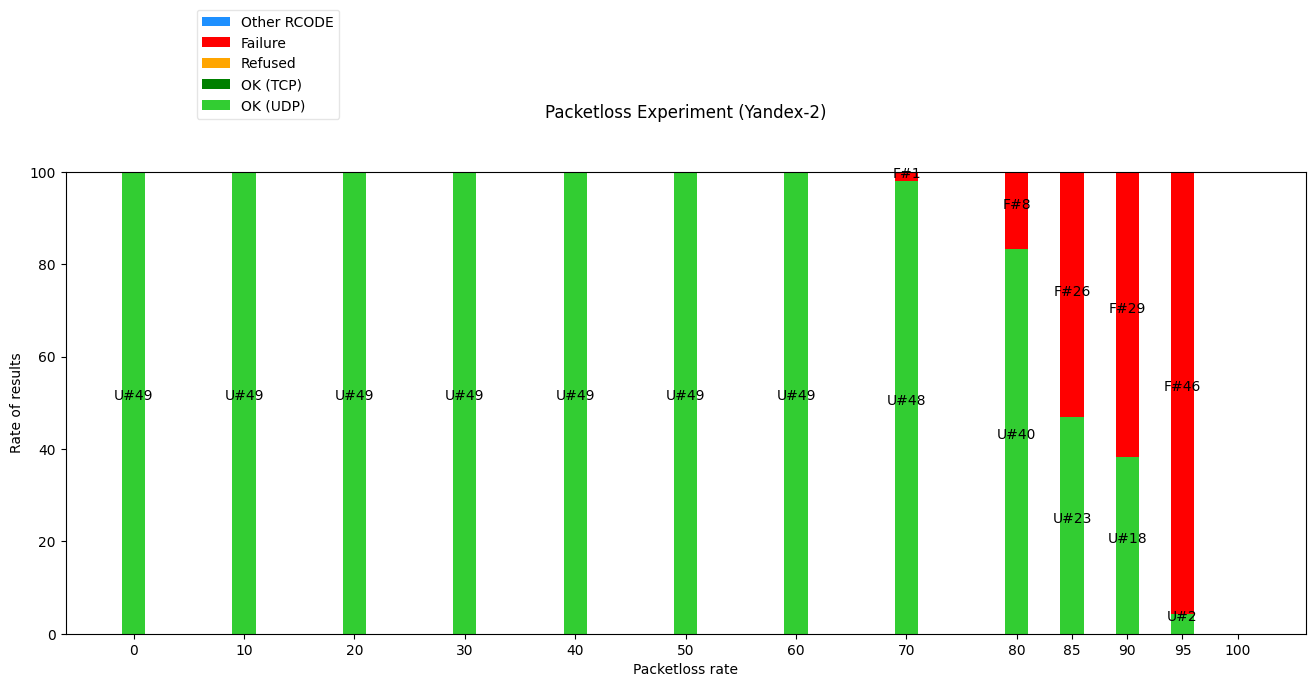 Other RCODE
Failure
Refused
OK (TCP)
OK (UDP)
Packetloss Experiment (Yandex-2)
100
80
60
40
20
0
Rate of results
F#1
F#8
F#26
F#29
F#46
U#49
U#49
U#49
U#49
U#49
U#49
U#49
U#48
U#40
U#23
U#18
U#2
0 10 20 30 40 50 60 70 80 85 90 95 100
Packetloss rate